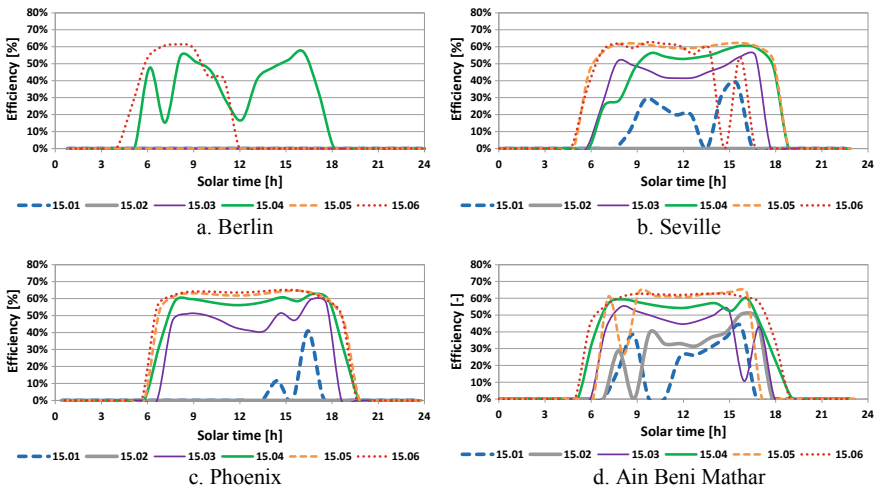 80%
70%
60%
50%
40%
30%
20%
10%
0%
Efficiency [%]
0 3 6 9 12 15 18 21 24
Solar time [h]
15.01 15.02 15.03 15.04 15.05 15.06
a. Berlin
80%
70%
60%
50%
40%
30%
20%
10%
0%
Efficiency [%]
0 3 6 9 12 15 18 21 24
Solar time [h]
15.01 15.02 15.03 15.04 15.05 15.06
b. Seville
80%
70%
60%
50%
40%
30%
20%
10%
0%
Efficiency [%]
0 3 6 9 12 15 18 21 24
Solar time [h]
15.01 15.02 15.03 15.04 15.05 15.06
c. Phoenix
80%
70%
60%
50%
40%
30%
20%
10%
0%
Efficiency [-]
0 3 6 9 12 15 18 21 24
Solar time [h]
15.01 15.02 15.03 15.04 15.05 15.06
d. Ain Beni Mathar